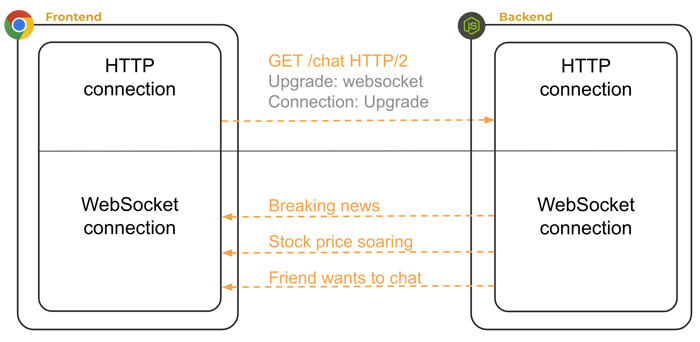 Frontend
Backend
HTTP
connection
GET /chat HTTP/2
Upgrade: websocket
Connection: Upgrade
HTTP
connection
WebSocket
connection
Breaking news
Stock price soaring
Friend wants to chat
WebSocket
connection
JS